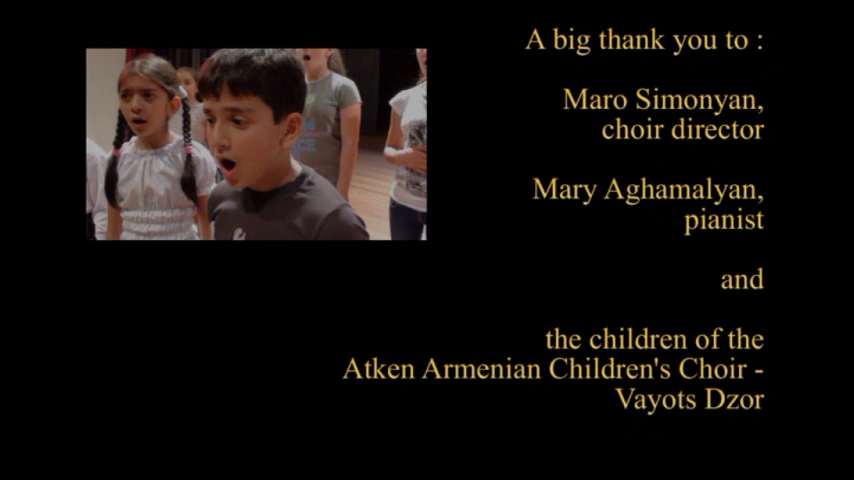 A big thank you to :
Maro Simonyan,
choir director
Mary Aghamalyan,
pianist
and
the children of the
Atken Armenian Children's Choir -
Vayots Dzor